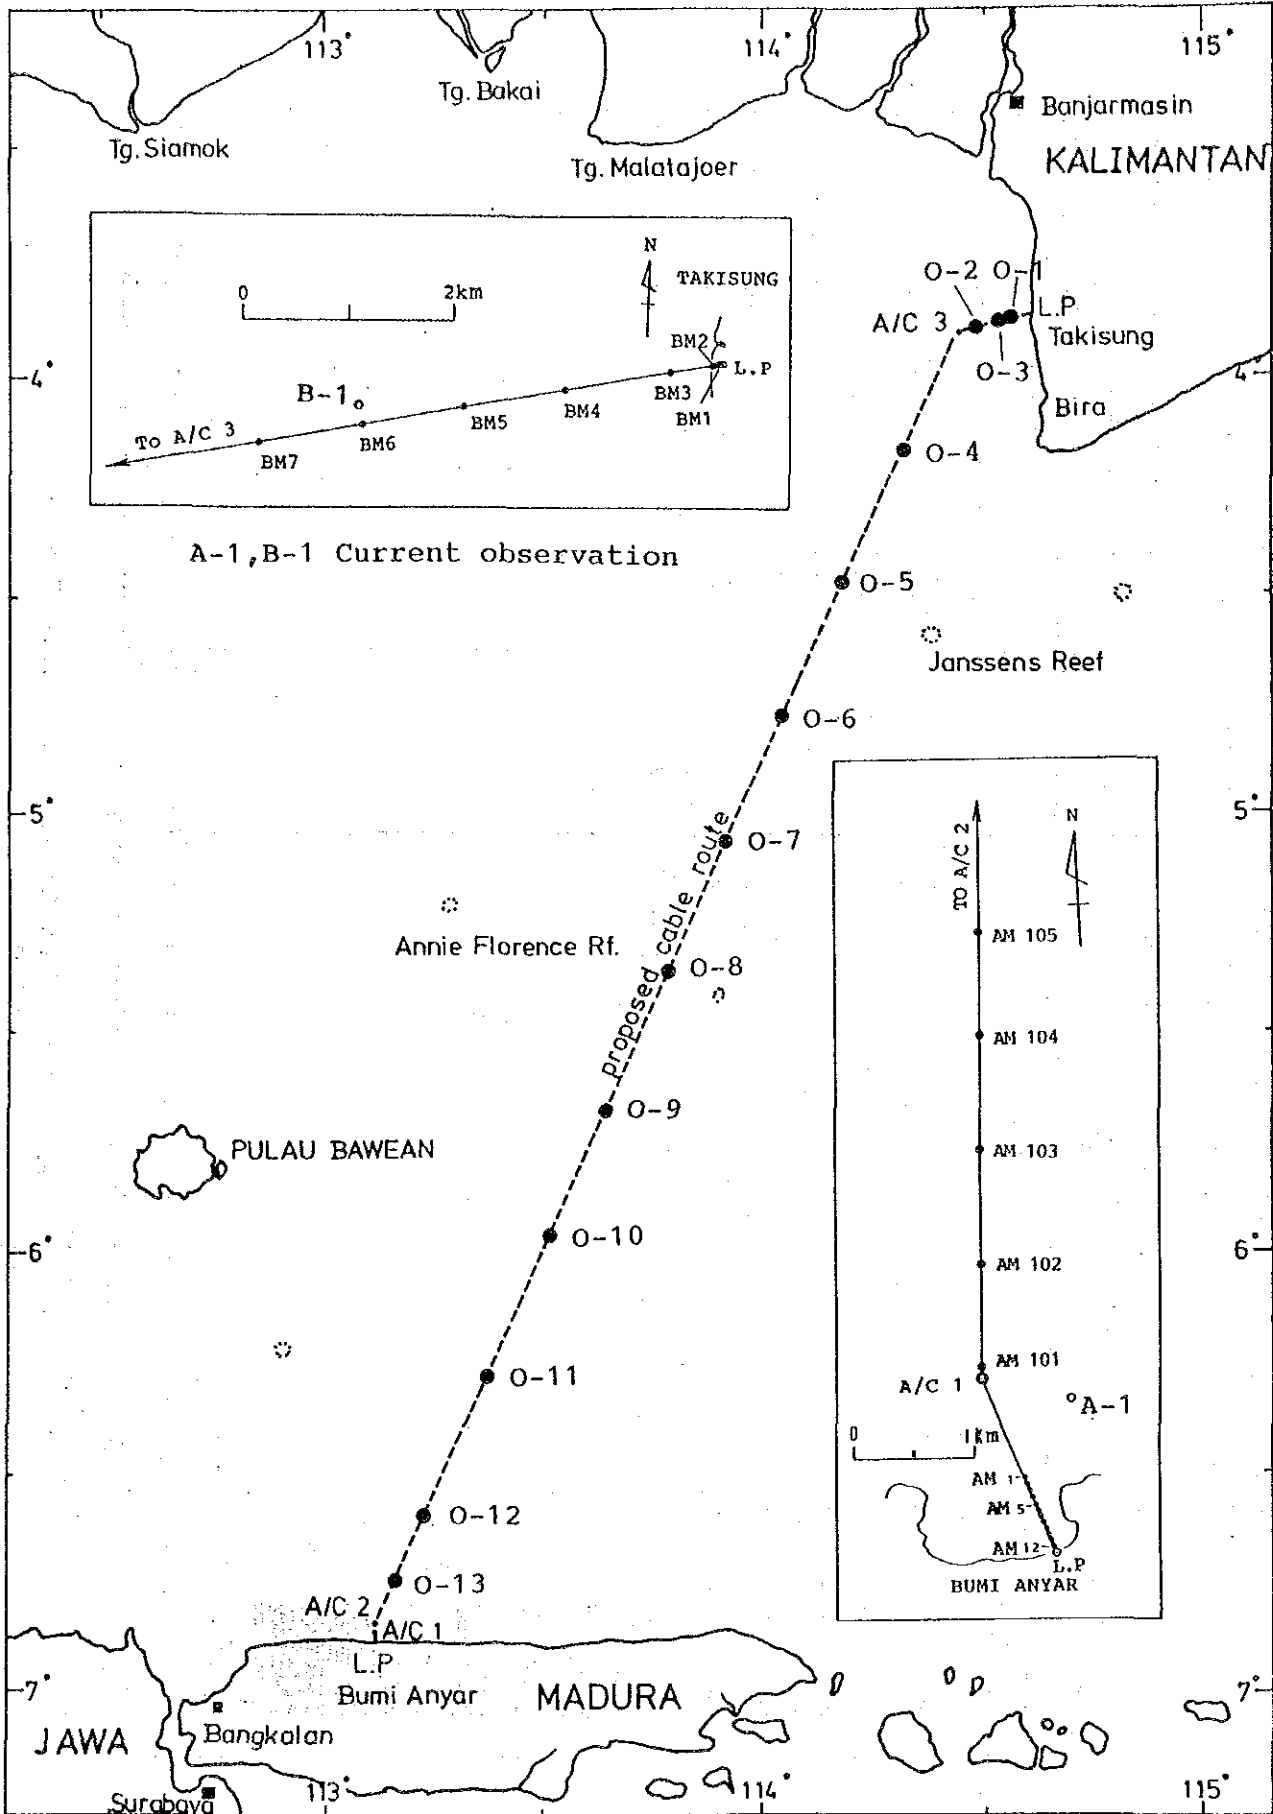 113°
114°
115°
Tg. Bakai
Banjarmasin
Tg. Siamok
Tg. Malatajoer
KALIMANTAN
N
TAKISUNG
0
2km
BM2
L.P
B-1
BM3
BM1
BM4
BM5
BM6
BM7
TO A/C 3
A-1,B-1 Current observation
O-2
O-1
A/C 3
L.P
Takisung
O-3
4°
4°
Bira
O-4
O-5
Janssens Reef
O-6
5°
5°
O-7
proposed cable route
Annie Florence Rf.
O-8
O-9
PULAU BAWEAN
O-10
6°
6°
O-11
O-12
O-13
N
TO A/C 2
AM 105
AM 104
AM 103
AM 102
AM 101
A/C 1
A-1
0
1km
AM 1
AM 5
AM 12
L.P
BUMI ANYAR
A/C 2
A/C 1
L.P
Bumi Anyar
MADURA
7°
7°
JAWA
Bangkalan
Surabaya
113°
114°
115°